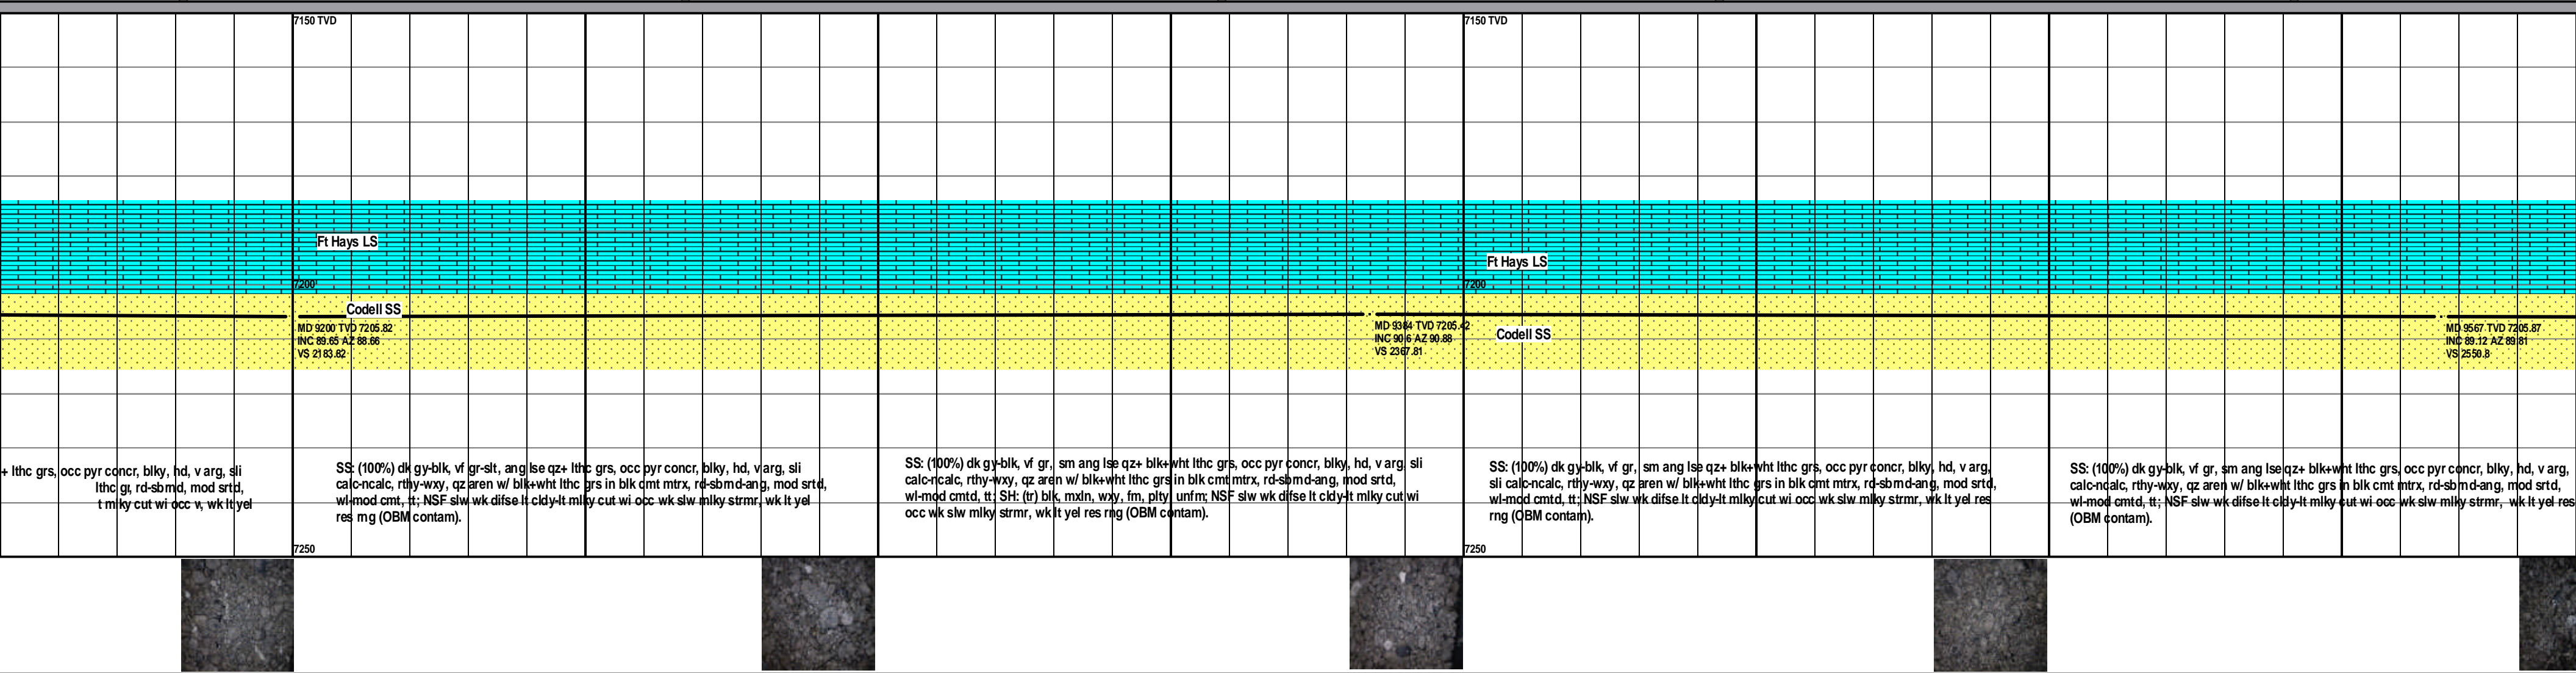 7150 TVD
7150 TVD
Ft Hays LS
Ft Hays LS
7200
7200
Codell SS
Codell SS
MD 9200 TVD 7205.82
INC 89.65 AZ 88.66
VS 2183.82
MD 9384 TVD 7205.42
INC 90.6 AZ 90.88
VS 2367.81
MD 9567 TVD 7205.87
INC 89.12 AZ 89.81
VS 2550.8
+ lthc grs, occ pyr concr, blky, hd, v arg, sli
lthc gr, rd-sbrnd, mod srtd,
t mlky cut wi occ v, wk lt yel
SS: (100%) dk gy-blk, vf gr-slt, ang lse qz+ lthc grs, occ pyr concr, blky, hd, v arg, sli
calc-ncalc, rthy-wxy, qz aren w/ blk+wht lthc grs in blk cmt mtrx, rd-sbrnd-ang, mod srtd,
wl-mod cmt, tt; NSF slw wk difse lt cldy-lt mlky cut wi occ wk slw mlky strmr, wk lt yel
res rng (OBM contam).
SS: (100%) dk gy-blk, vf gr, sm ang lse qz+ blk+wht lthc grs, occ pyr concr, blky, hd, v arg, sli
calc-ncalc, rthy-wxy, qz aren w/ blk+wht lthc grs in blk cmt mtrx, rd-sbrnd-ang, mod srtd,
wl-mod cmtd, tt; SH: (tr) blk, mxln, wxy, fm, plty, unfm; NSF slw wk difse lt cldy-lt mlky cut wi
occ wk slw mlky strmr, wk lt yel res rng (OBM contam).
SS: (100%) dk gy-blk, vf gr, sm ang lse qz+ blk+wht lthc grs, occ pyr concr, blky, hd, v arg,
sli calc-ncalc, rthy-wxy, qz aren w/ blk+wht lthc grs in blk cmt mtrx, rd-sbrnd-ang, mod srtd,
wl-mod cmtd, tt; NSF slw wk difse lt cldy-lt mlky cut wi occ wk slw mlky strmr, wk lt yel res
rng (OBM contam).
SS: (100%) dk gy-blk, vf gr, sm ang lse qz+ blk+wht lthc grs, occ pyr concr, blky, hd, v arg,
calc-ncalc, rthy-wxy, qz aren w/ blk+wht lthc grs in blk cmt mtrx, rd-sbrnd-ang, mod srtd,
wl-mod cmtd, tt; NSF slw wk difse lt cldy-lt mlky cut wi occ wk slw mlky strmr, wk lt yel res
(OBM contam).
7250
7250